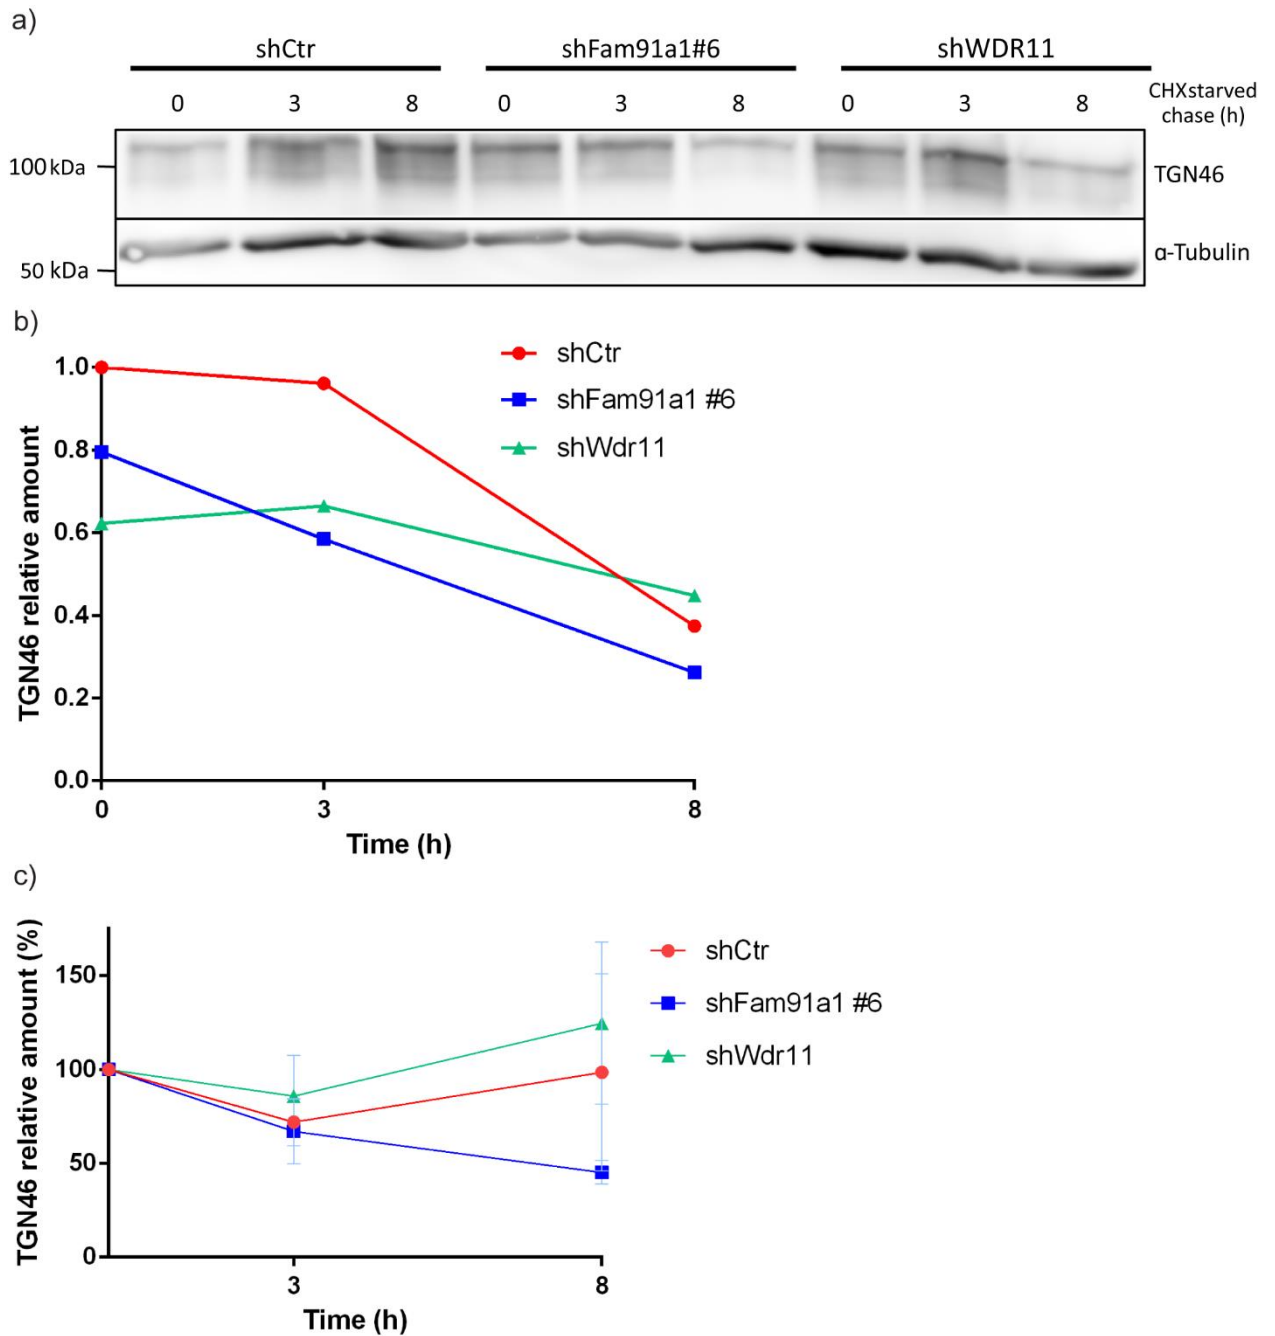 a)
shCtr shFam91a1#6 shWDR11
0 3 8 0 3 8 0 3 8 CHXstarved
chase (h)
100 kDa TGN46
50 kDa α-Tubulin
b)
shCtr
shFam91a1 #6
shWdr11
TGN46 relative amount
1.0
0.8
0.6
0.4
0.2
0.0
0 3 8
Time (h)
c)
shCtr
shFam91a1 #6
shWdr11
TGN46 relative amount (%)
150
100
50
0
3 8
Time (h)